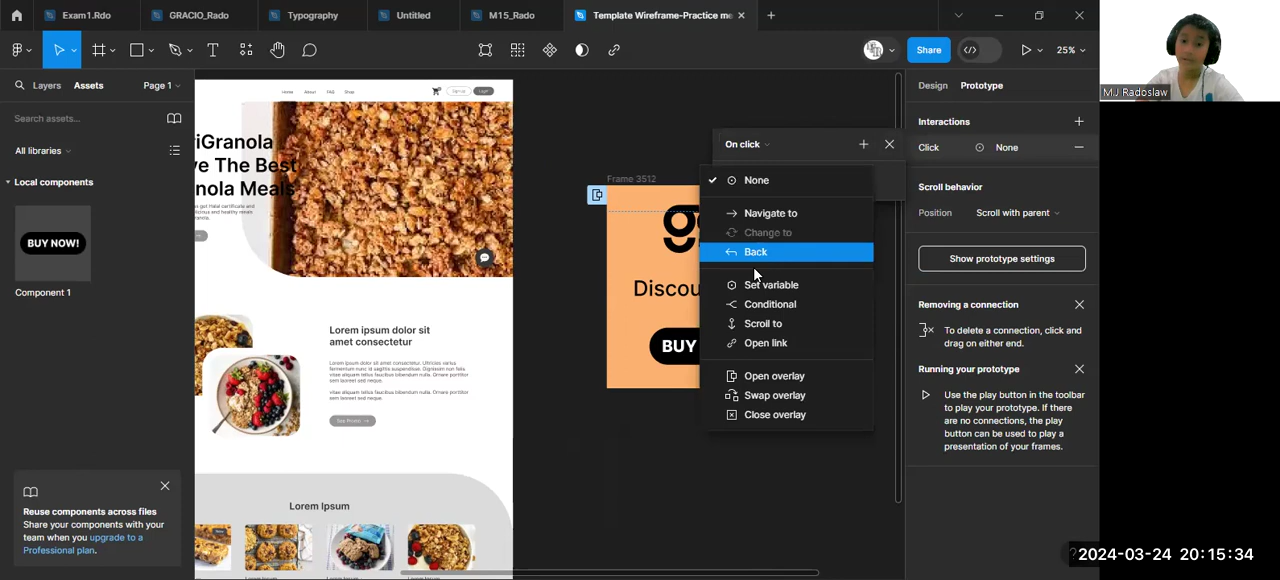 Exam1.Rdo
GRACIO_Rado
Typography
Untitled
M15_Rado
Template Wireframe-Practice me
Share
25%
Layers
Assets
Page 1
Search assets...
All libraries
Local components
BUY NOW!
Component 1
Reuse components across files
Share your components with your
team when you upgrade to a
Professional plan.
Home About FAQ Shop
Sign Up Login
riGranola
ve The Best
nola Meals
Lorem ipsum dolor sit
amet consectetur
See More
Lorem Ipsum
Frame 3512
Discou
BUY
On click
None
Navigate to
Change to
Back
Set variable
Conditional
Scroll to
Open link
Open overlay
Swap overlay
Close overlay
Design
Prototype
Interactions
Click
None
Scroll behavior
Position
Scroll with parent
Show prototype settings
Removing a connection
To delete a connection, click and
drag on either end.
Running your prototype
Use the play button in the toolbar
to play your prototype. If there
are no connections, the play
button can be used to play a
presentation of your frames.
MJ Radoslaw
2024-03-24 20:15:34